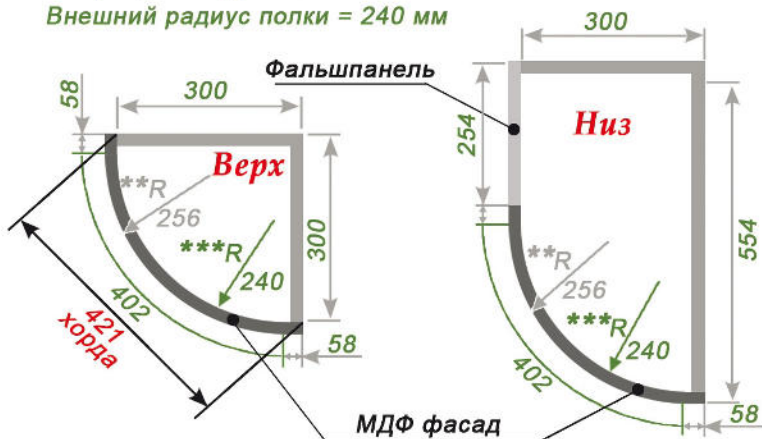 Внешний радиус полки = 240 мм
300
58
300
Верх
**R
256
***R
240
402
421
хорда
58
Фальшпанель
МДФ фасад
300
254
Низ
554
**R
256
***R
240
402
58